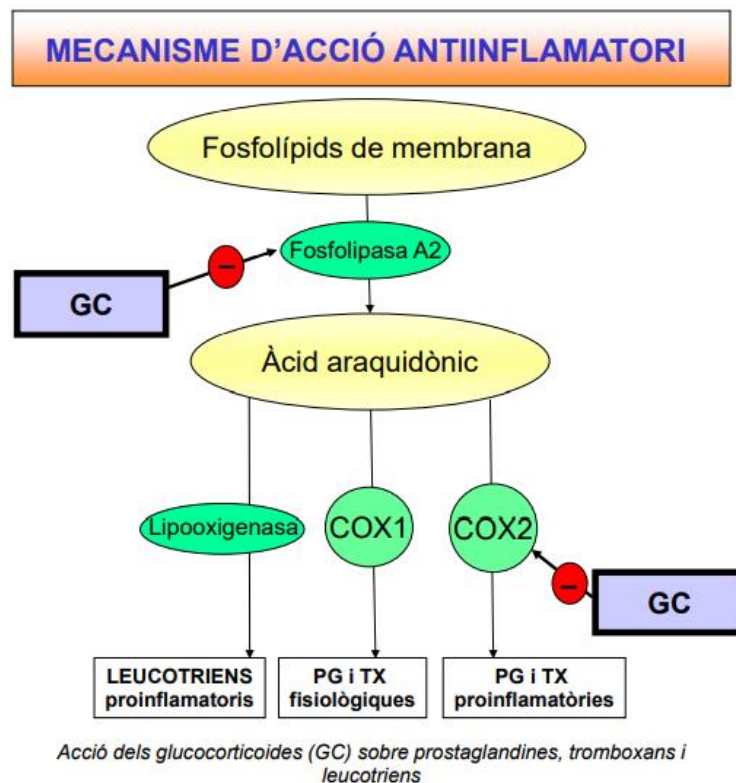 MECANISME D'ACCIÓ ANTIINFLAMATORI
Fosfolípids de membrana
Fosfolipasa A2
–
GC
Àcid araquidònic
Lipooxigenasa
COX1
COX2
–
GC
LEUCOTRIENS
proinflamatoris
PG i TX
fisiològiques
PG i TX
proinflamatòries
Acció dels glucocorticoides (GC) sobre prostaglandines, tromboxans i
leucotriens